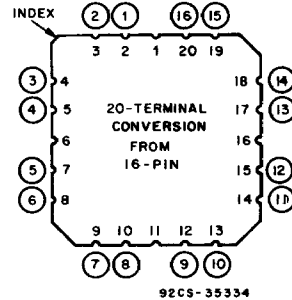 INDEX
2 1 16 15
3 2 1 20 19
3 4 18 14
4 5 20-TERMINAL 17 13
CONVERSION
6 FROM 16
5 7 16-PIN 15 12
6 8 14 11
9 10 11 12 13
7 8 9 10
92CS-35334